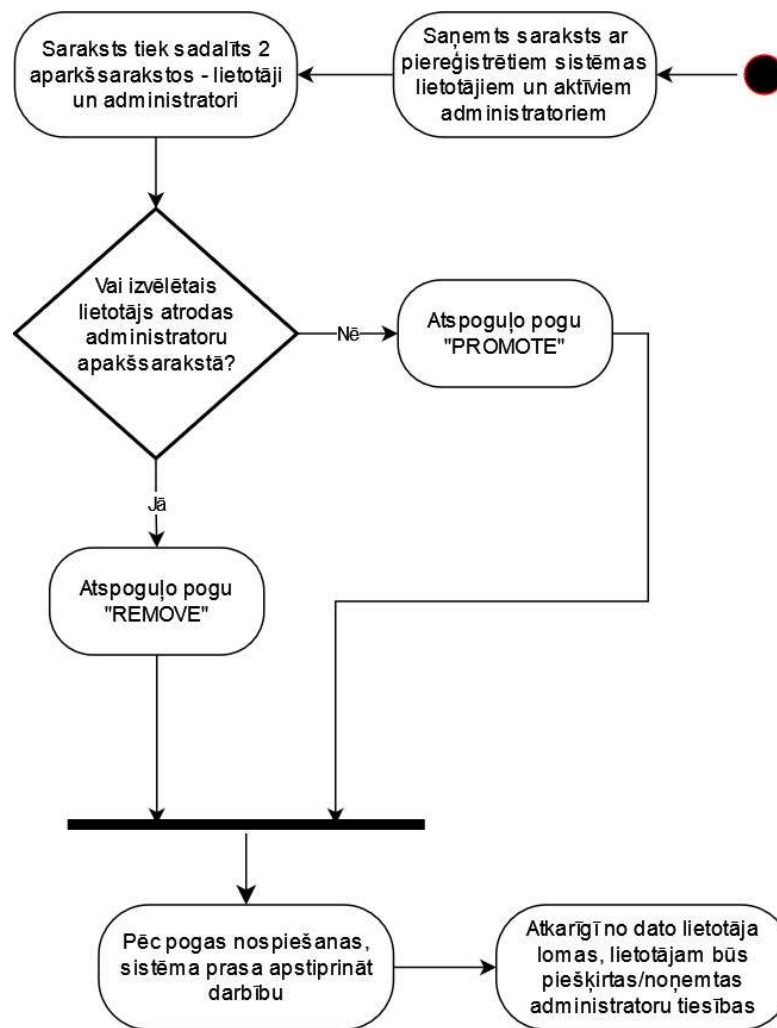 Saņemts saraksts ar
piereģistrētiem sistēmas
lietotājiem un aktīviem
administratoriem
Saraksts tiek sadalīts 2
aparkšsarakstos - lietotāji
un administratori
Vai izvēlētais
lietotājs atrodas
administratoru
apakšsarakstā?
Nē
Atspoguļo pogu
"PROMOTE"
Jā
Atspoguļo pogu
"REMOVE"
Pēc pogas nospiešanas,
sistēma prasa apstiprināt
darbību
Atkarīgī no dato lietotāja
lomas, lietotājam būs
piešķirtas/noņemtas
administratoru tiesības